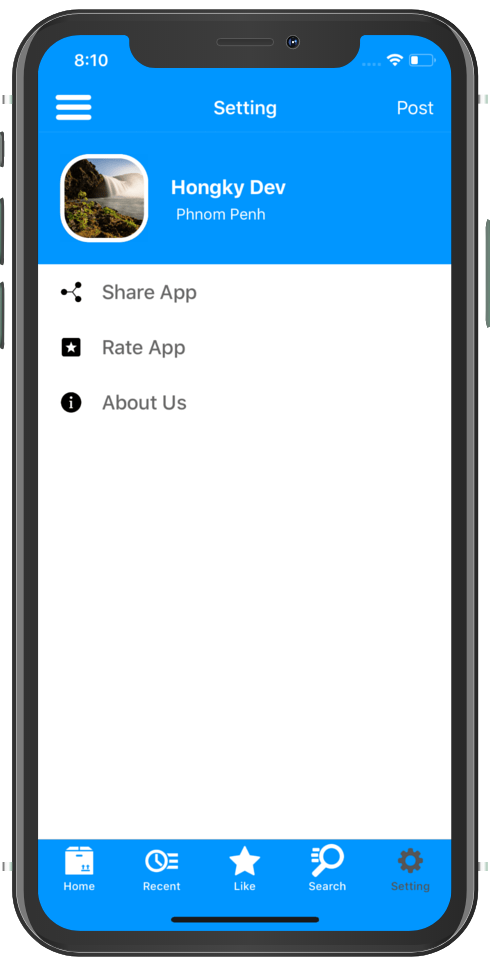 8:10
Setting
Post
Hongky Dev
Phnom Penh
Share App
Rate App
About Us
Home
Recent
Like
Search
Setting